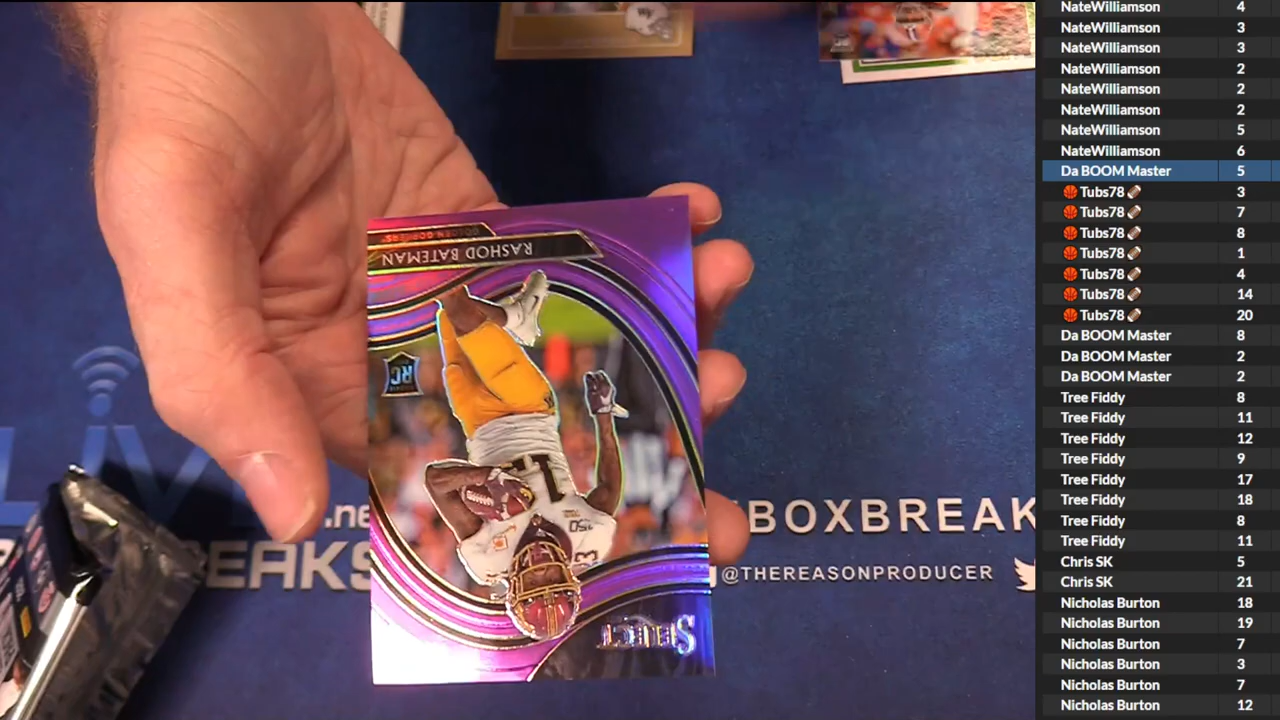 RASHOD BATEMAN
GOLDEN GOPHERS
RC
13
150
SELECT
LIV
.ne
EAKS
BOXBREAK
@THEREASONPRODUCER
NateWilliamson 4
NateWilliamson 3
NateWilliamson 3
NateWilliamson 2
NateWilliamson 2
NateWilliamson 2
NateWilliamson 5
NateWilliamson 6
Da BOOM Master 5
🏀 Tubs78 🏈 3
🏀 Tubs78 🏈 7
🏀 Tubs78 🏈 8
🏀 Tubs78 🏈 1
🏀 Tubs78 🏈 4
🏀 Tubs78 🏈 14
🏀 Tubs78 🏈 20
Da BOOM Master 8
Da BOOM Master 2
Da BOOM Master 2
Tree Fiddy 8
Tree Fiddy 11
Tree Fiddy 12
Tree Fiddy 9
Tree Fiddy 17
Tree Fiddy 18
Tree Fiddy 8
Tree Fiddy 11
Chris SK 5
Chris SK 21
Nicholas Burton 18
Nicholas Burton 19
Nicholas Burton 7
Nicholas Burton 3
Nicholas Burton 7
Nicholas Burton 12